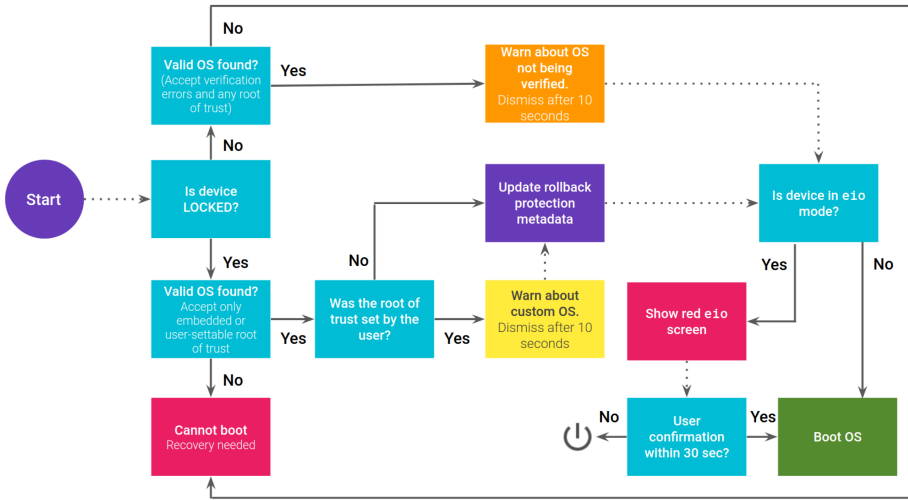 No
Valid OS found?
(Accept verification
errors and any root
of trust)
Yes
Warn about OS
not being
verified.
Dismiss after 10
seconds
No
Start
Is device
LOCKED?
Update rollback
protection
metadata
Is device in eio
mode?
Yes
No
Yes
No
Valid OS found?
Accept only
embedded or
user-settable root
of trust
Yes
Was the root of
trust set by the
user?
Yes
Warn about
custom OS.
Dismiss after 10
seconds
Show red eio
screen
No
Cannot boot
Recovery needed
No
User
confirmation
within 30 sec?
Yes
Boot OS